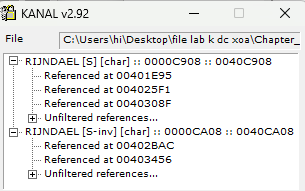 KANAL v2.92
File C:\Users\hi\Desktop\file lab k dc xoa\Chapter_
RIJNDAEL [S] [char] :: 0000C908 :: 0040C908
Referenced at 00401E95
Referenced at 004025F1
Referenced at 0040308F
Unfiltered references...
RIJNDAEL [S-inv] [char] :: 0000CA08 :: 0040CA08
Referenced at 00402BAC
Referenced at 00403456
Unfiltered references...